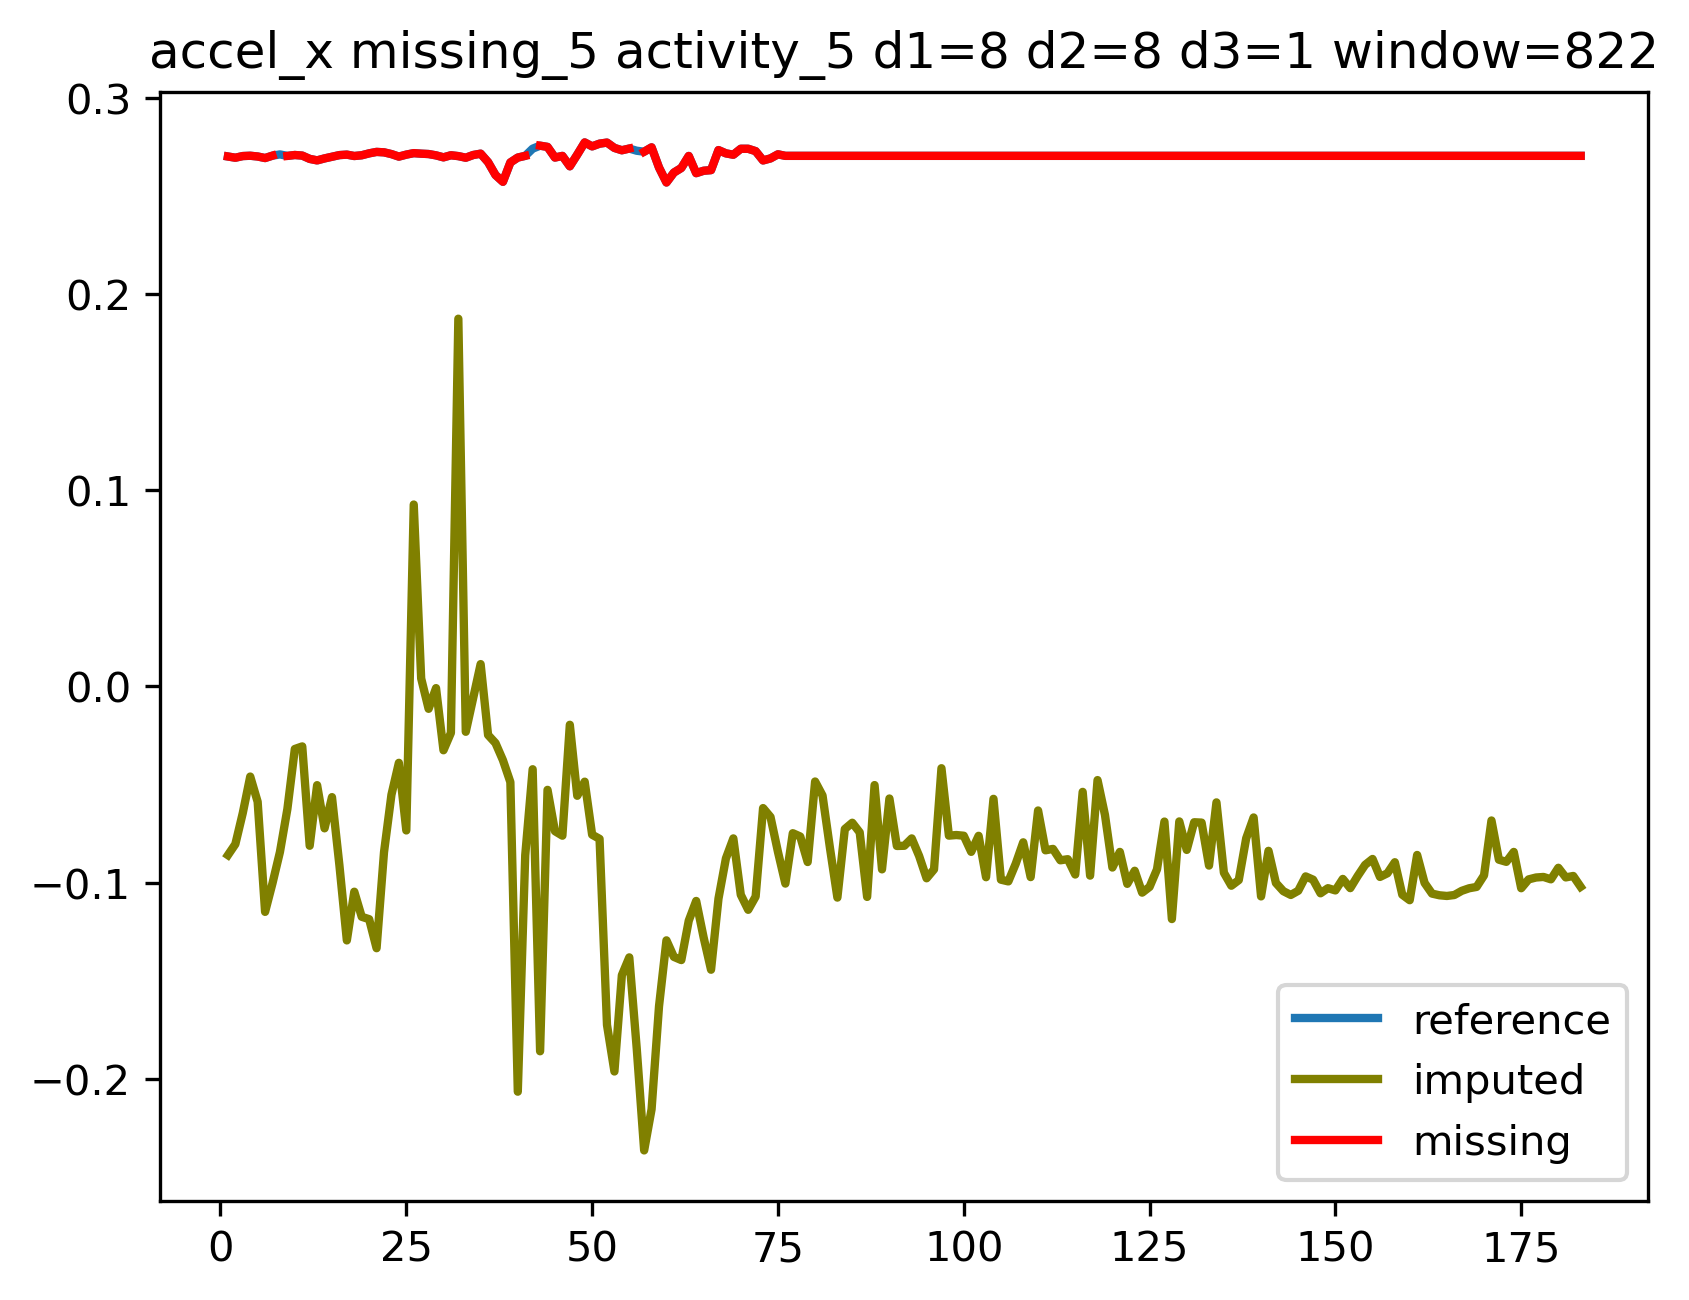 accel_x missing_5 activity_5 d1=8 d2=8 d3=1 window=822
0.3
0.2
0.1
0.0
−0.1
−0.2
reference
imputed
missing
0 25 50 75 100 125 150 175